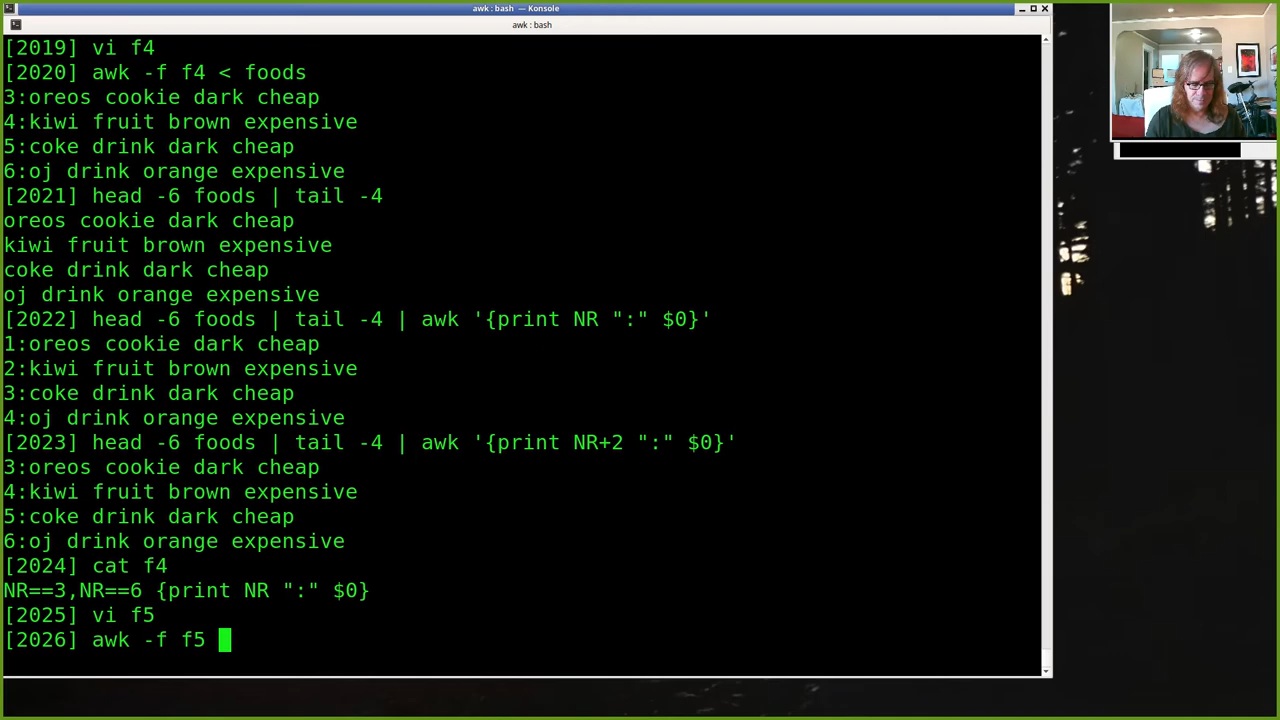 awk : bash — Konsole
awk : bash
[2019] vi f4
[2020] awk -f f4 < foods
3:oreos cookie dark cheap
4:kiwi fruit brown expensive
5:coke drink dark cheap
6:oj drink orange expensive
[2021] head -6 foods | tail -4
oreos cookie dark cheap
kiwi fruit brown expensive
coke drink dark cheap
oj drink orange expensive
[2022] head -6 foods | tail -4 | awk '{print NR ":" $0}'
1:oreos cookie dark cheap
2:kiwi fruit brown expensive
3:coke drink dark cheap
4:oj drink orange expensive
[2023] head -6 foods | tail -4 | awk '{print NR+2 ":" $0}'
3:oreos cookie dark cheap
4:kiwi fruit brown expensive
5:coke drink dark cheap
6:oj drink orange expensive
[2024] cat f4
NR==3,NR==6 {print NR ":" $0}
[2025] vi f5
[2026] awk -f f5